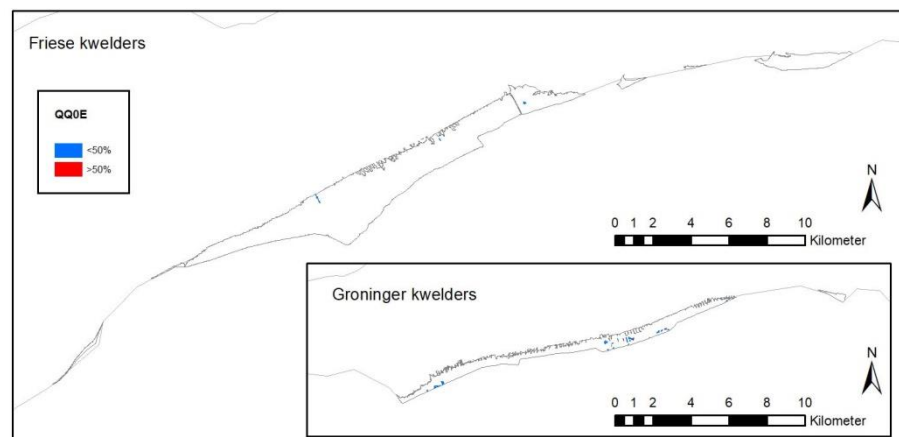 Friese kwelders
QQ0E
<50%
>50%
N
0 1 2 4 6 8 10
Kilometer
Groninger kwelders
N
0 1 2 4 6 8 10
Kilometer